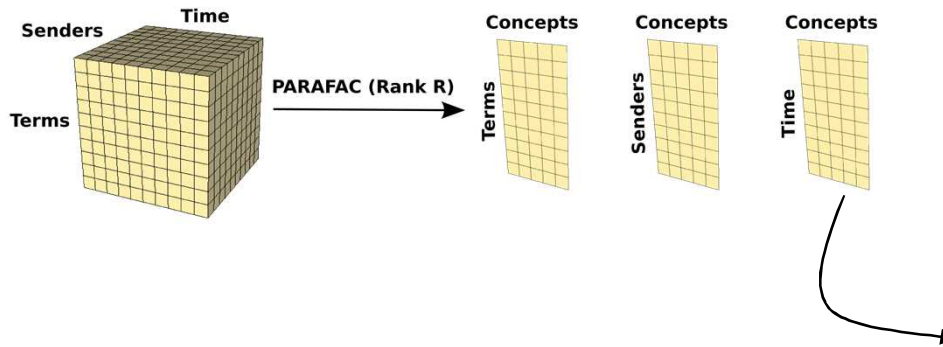 Time
Senders
Terms
PARAFAC (Rank R)
Concepts
Terms
Concepts
Senders
Concepts
Time